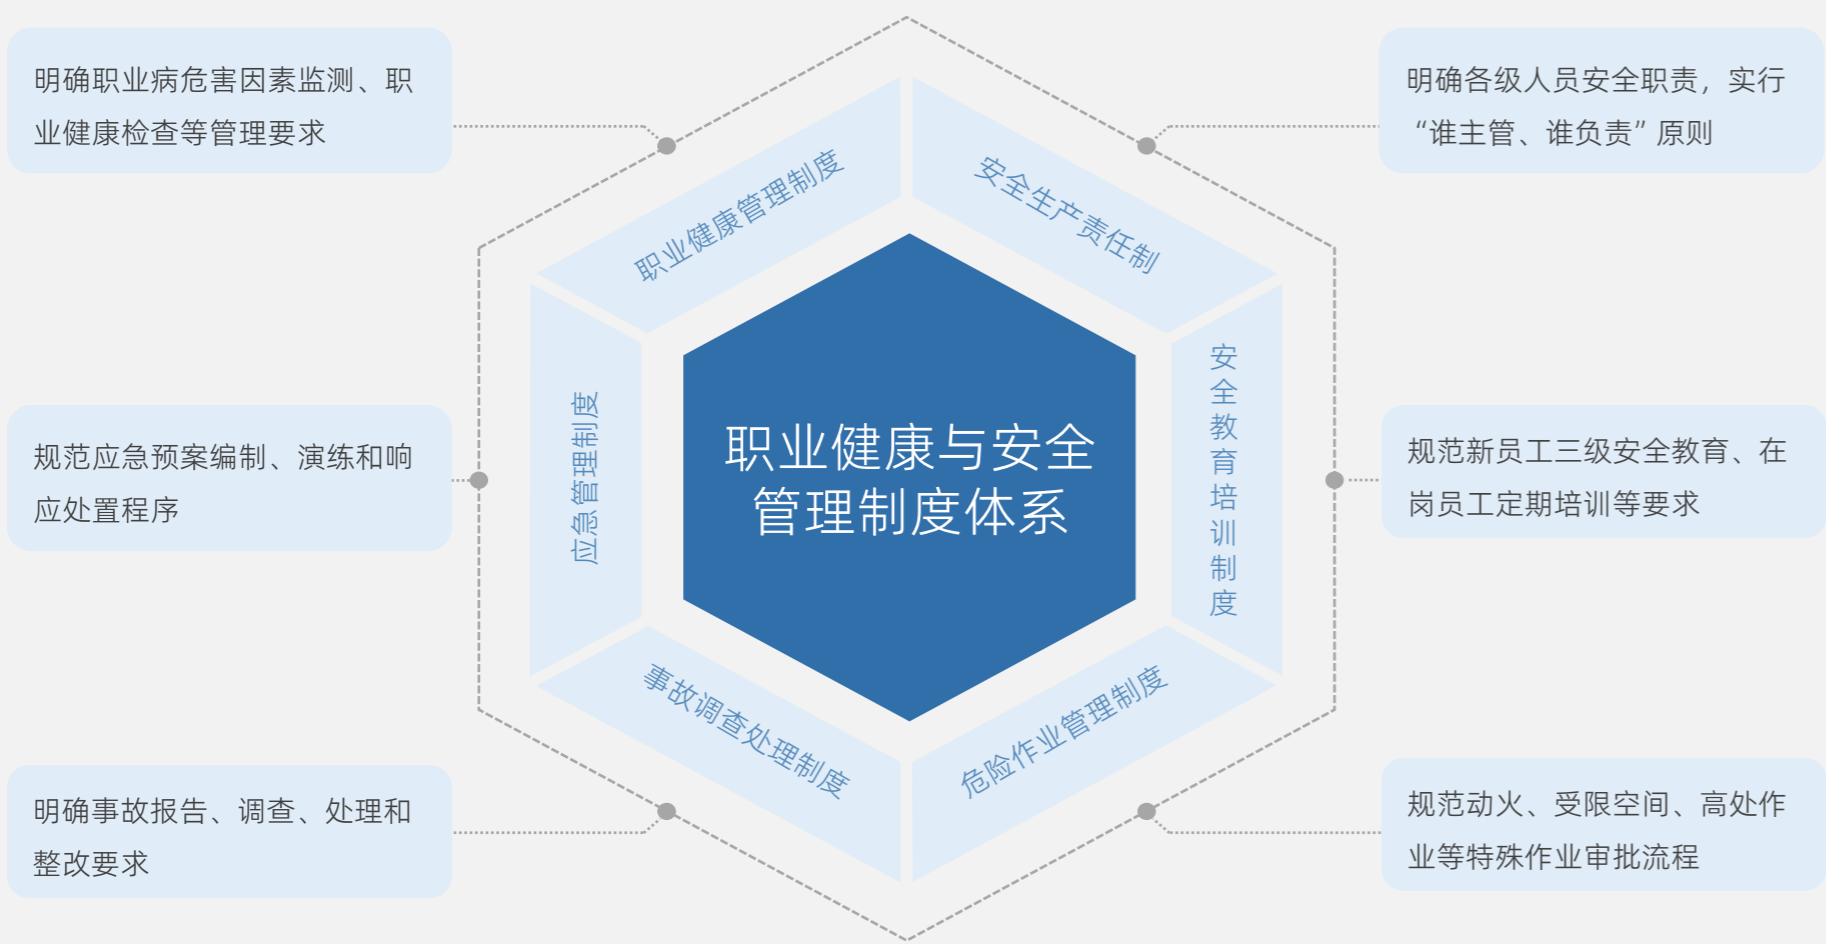 明确职业病危害因素监测、职
业健康检查等管理要求
明确各级人员安全职责，实行
“谁主管、谁负责”原则
职业健康管理制度
安全生产责任制
规范应急预案编制、演练和响
应处置程序
应急管理制度
职业健康与安全
管理制度体系
安全教育培训制度
规范新员工三级安全教育、在
岗员工定期培训等要求
事故调查处理制度
危险作业管理制度
明确事故报告、调查、处理和
整改要求
规范动火、受限空间、高处作
业等特殊作业审批流程